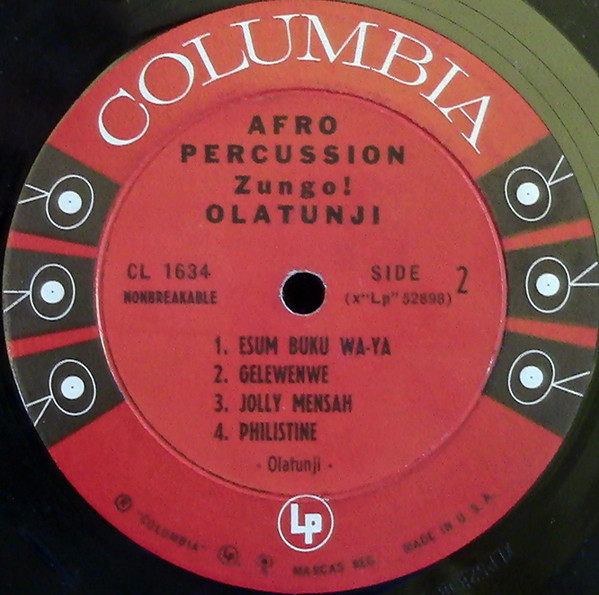 COLUMBIA
AFRO
PERCUSSION
Zungo!
OLATUNJI
CL 1634
NONBREAKABLE
SIDE 2
(x"Lp" 52698)
1. ESUM BUKU WA-YA
2. GELEWENWE
3. JOLLY MENSAH
4. PHILISTINE
- Olatunji -
Lp
® "COLUMBIA" Lp MARCAS REG. MADE IN U. S. A.